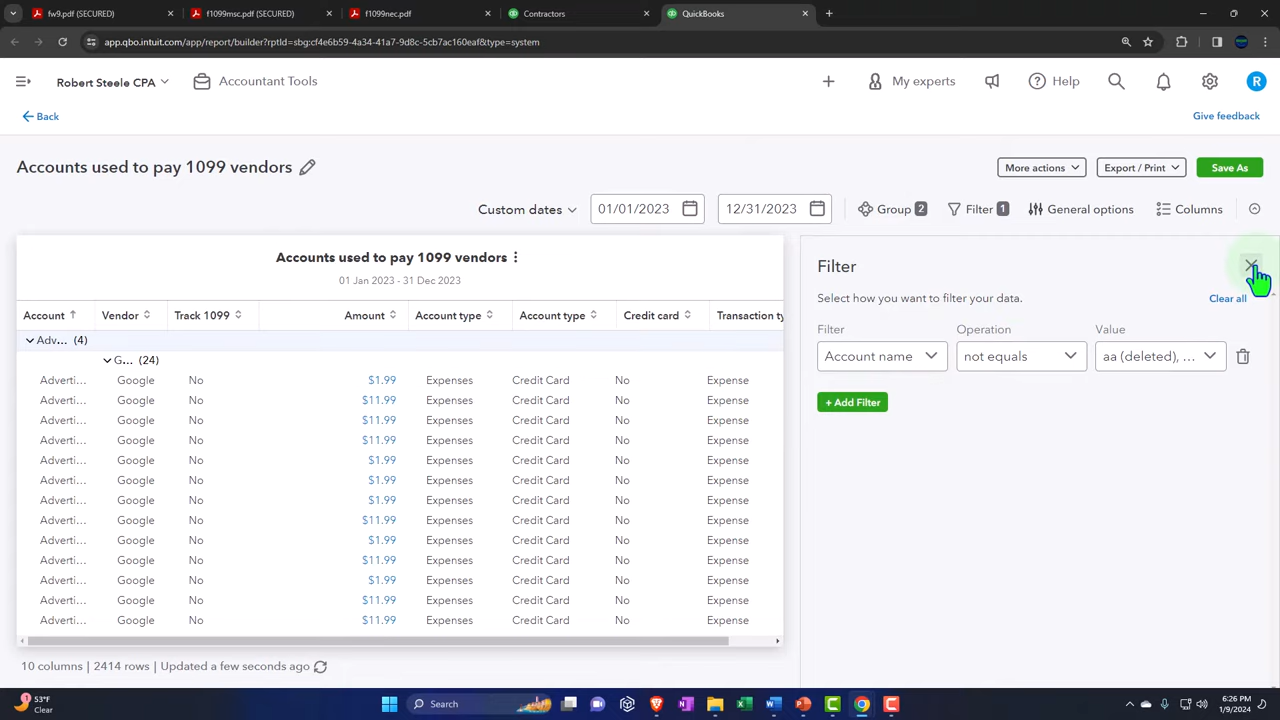 fw9.pdf (SECURED)
f1099msc.pdf (SECURED)
f1099nec.pdf
Contractors
QuickBooks
app.qbo.intuit.com/app/report/builder?rptId=sbg:cf4e6b59-a4d34-41a7-9d8c-5cb7ac160eaf&type=system
Robert Steele CPA
Accountant Tools
My experts
Help
R
Back
Give feedback
Accounts used to pay 1099 vendors
More actions
Export / Print
Save As
Custom dates
01/01/2023
12/31/2023
Group 2
Filter 1
General options
Columns
Accounts used to pay 1099 vendors
01 Jan 2023 - 31 Dec 2023
Account Vendor Track 1099 Amount Account type Account type Credit card Transaction ty
Adv... (4)
G... (24)
Adverti... Google No $1.99 Expenses Credit Card No Expense
Adverti... Google No $11.99 Expenses Credit Card No Expense
Adverti... Google No $11.99 Expenses Credit Card No Expense
Adverti... Google No $11.99 Expenses Credit Card No Expense
Adverti... Google No $1.99 Expenses Credit Card No Expense
Adverti... Google No $1.99 Expenses Credit Card No Expense
Adverti... Google No $1.99 Expenses Credit Card No Expense
Adverti... Google No $11.99 Expenses Credit Card No Expense
Adverti... Google No $1.99 Expenses Credit Card No Expense
Adverti... Google No $11.99 Expenses Credit Card No Expense
Adverti... Google No $1.99 Expenses Credit Card No Expense
Adverti... Google No $11.99 Expenses Credit Card No Expense
Adverti... Google No $1.99 Expenses Credit Card No Expense
10 columns | 2414 rows | Updated a few seconds ago
Filter
Select how you want to filter your data.
Clear all
Filter Operation Value
Account name not equals aa (deleted), ...
+ Add Filter
53°F
Clear
Search
6:26 PM
1/9/2024